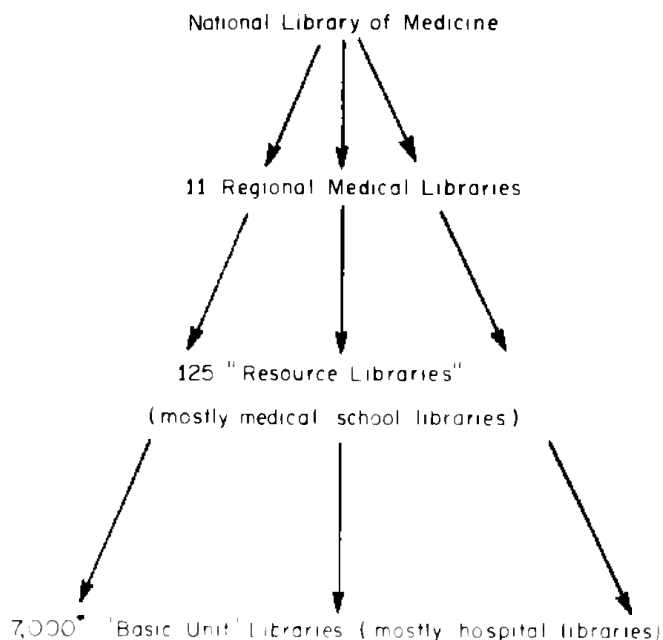 National Library of Medicine
11 Regional Medical Libraries
125 "Resource Libraries"
(mostly medical school libraries)
7,000+ 'Basic Unit' Libraries (mostly hospital libraries)